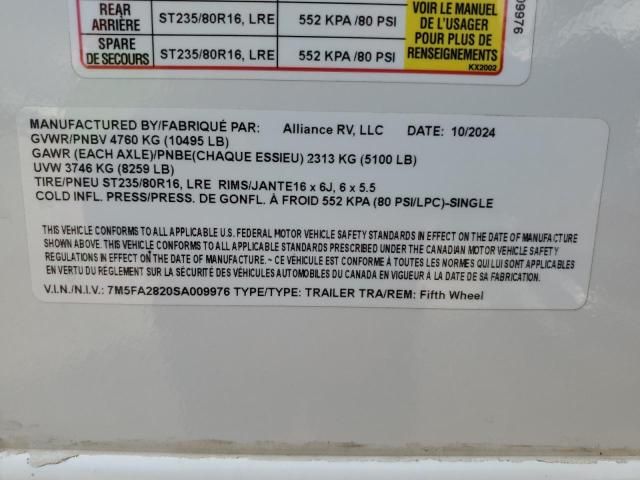 REAR
ARRIÈRE
ST235/80R16, LRE
552 KPA /80 PSI
SPARE
DE SECOURS
ST235/80R16, LRE
552 KPA /80 PSI
VOIR LE MANUEL
DE L'USAGER
POUR PLUS DE
RENSEIGNEMENTS
KX2002
09976
MANUFACTURED BY/FABRIQUÉ PAR: Alliance RV, LLC DATE: 10/2024
GVWR/PNBV 4760 KG (10495 LB)
GAWR (EACH AXLE)/PNBE(CHAQUE ESSIEU) 2313 KG (5100 LB)
UVW 3746 KG (8259 LB)
TIRE/PNEU ST235/80R16, LRE RIMS/JANTE16 x 6J, 6 x 5.5
COLD INFL. PRESS/PRESS. DE GONFL. À FROID 552 KPA (80 PSI/LPC)-SINGLE
THIS VEHICLE CONFORMS TO ALL APPLICABLE U.S. FEDERAL MOTOR VEHICLE SAFETY STANDARDS IN EFFECT ON THE DATE OF MANUFACTURE
SHOWN ABOVE. THIS VEHICLE CONFORMS TO ALL APPLICABLE STANDARDS PRESCRIBED UNDER THE CANADIAN MOTOR VEHICLE SAFETY
REGULATIONS IN EFFECT ON THE DATE OF MANUFACTURE.~ CE VÉHICULE EST CONFORME À TOUTES LES NORMES QUI LUI SONT APPLICABLES
EN VERTU DU RÈGLEMENT SUR LA SÉCURITÉ DES VÉHICULES AUTOMOBILES DU CANADA EN VIGUEUR À LA DATE DE SA FABRICATION.
V.I.N./N.I.V.: 7M5FA2820SA009976 TYPE/TYPE: TRAILER TRA/REM: Fifth Wheel